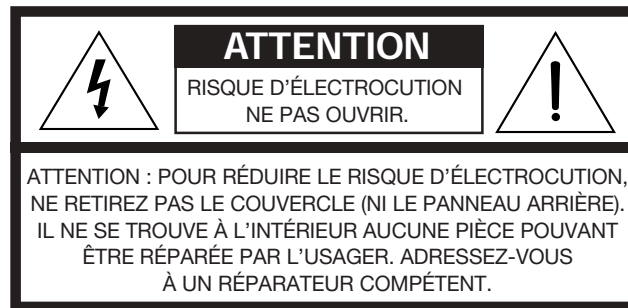 ATTENTION
RISQUE D'ÉLECTROCUTION
NE PAS OUVRIR.
ATTENTION : POUR RÉDUIRE LE RISQUE D'ÉLECTROCUTION,
NE RETIREZ PAS LE COUVERCLE (NI LE PANNEAU ARRIÈRE).
IL NE SE TROUVE À L'INTÉRIEUR AUCUNE PIÈCE POUVANT
ÊTRE RÉPARÉE PAR L'USAGER. ADRESSEZ-VOUS
À UN RÉPARATEUR COMPÉTENT.